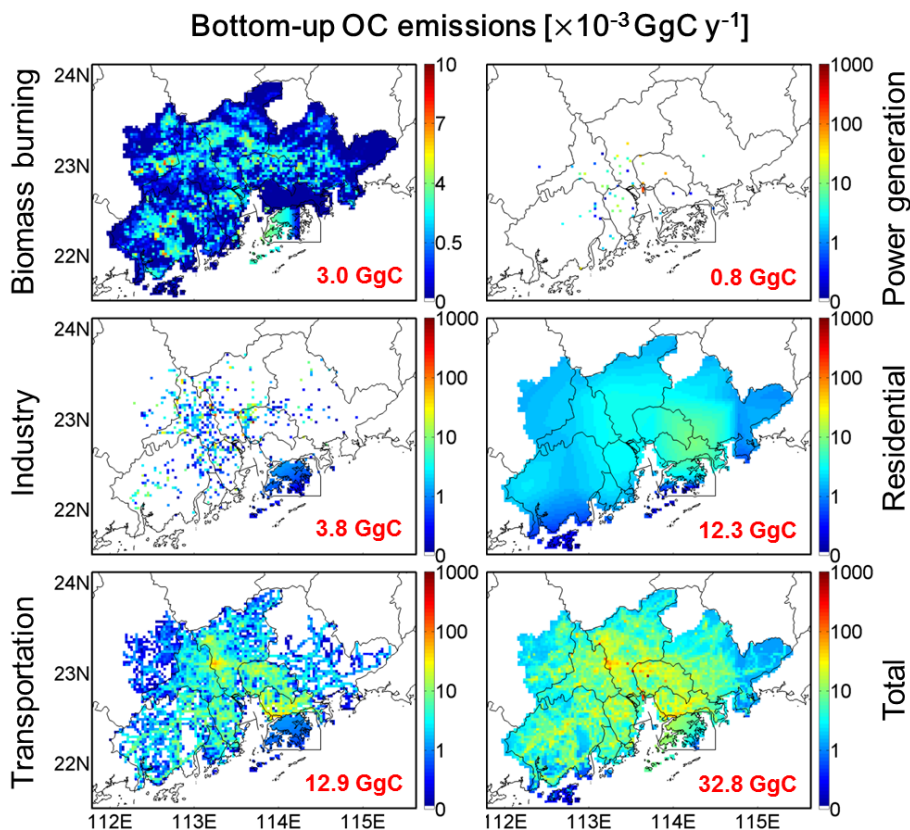 Bottom-up OC emissions [×10⁻³ GgC y⁻¹]
Biomass burning
24N
23N
22N
3.0 GgC
10
7
4
0.5
0
0.8 GgC
1000
100
10
1
0
Power generation
Industry
24N
23N
22N
3.8 GgC
1000
100
10
1
0
12.3 GgC
1000
100
10
1
0
Residential
Transportation
24N
23N
22N
12.9 GgC
1000
100
10
1
0
32.8 GgC
1000
100
10
1
0
Total
112E 113E 114E 115E
112E 113E 114E 115E